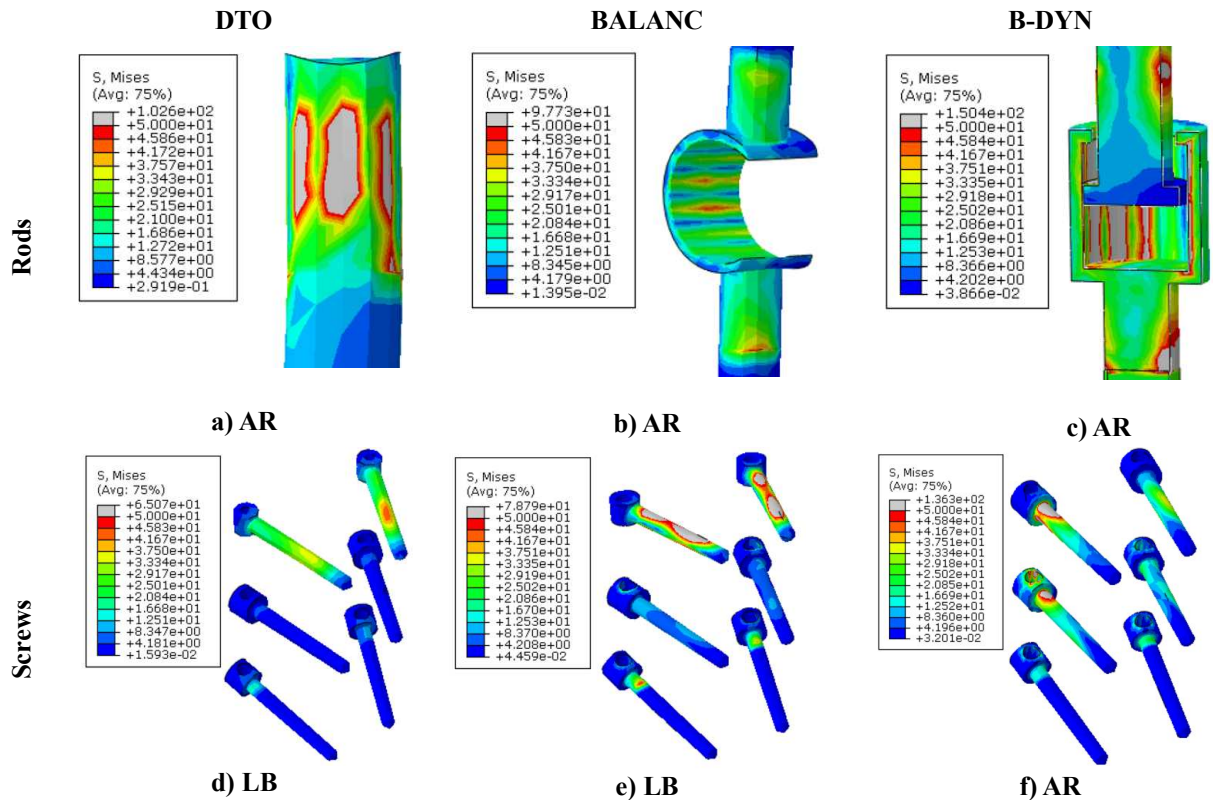 DTO
BALANC
B-DYN
Rods
S, Mises
(Avg: 75%)
+1.026e+02
+5.000e+01
+4.586e+01
+4.172e+01
+3.757e+01
+3.343e+01
+2.929e+01
+2.515e+01
+2.100e+01
+1.686e+01
+1.272e+01
+8.577e+00
+4.434e+00
+2.919e-01
S, Mises
(Avg: 75%)
+9.773e+01
+5.000e+01
+4.583e+01
+4.167e+01
+3.750e+01
+3.334e+01
+2.917e+01
+2.501e+01
+2.084e+01
+1.668e+01
+1.251e+01
+8.345e+00
+4.179e+00
+1.395e-02
S, Mises
(Avg: 75%)
+1.504e+02
+5.000e+01
+4.584e+01
+4.167e+01
+3.751e+01
+3.335e+01
+2.918e+01
+2.502e+01
+2.086e+01
+1.669e+01
+1.253e+01
+8.366e+00
+4.202e+00
+3.866e-02
a) AR
b) AR
c) AR
Screws
S, Mises
(Avg: 75%)
+6.507e+01
+5.000e+01
+4.583e+01
+4.167e+01
+3.750e+01
+3.334e+01
+2.917e+01
+2.501e+01
+2.084e+01
+1.668e+01
+1.251e+01
+8.347e+00
+4.181e+00
+1.593e-02
S, Mises
(Avg: 75%)
+7.879e+01
+5.000e+01
+4.584e+01
+4.167e+01
+3.751e+01
+3.335e+01
+2.919e+01
+2.502e+01
+2.086e+01
+1.670e+01
+1.253e+01
+8.370e+00
+4.208e+00
+4.459e-02
S, Mises
(Avg: 75%)
+1.363e+02
+5.000e+01
+4.584e+01
+4.167e+01
+3.751e+01
+3.334e+01
+2.918e+01
+2.502e+01
+2.085e+01
+1.669e+01
+1.252e+01
+8.360e+00
+4.196e+00
+3.201e-02
d) LB
e) LB
f) AR